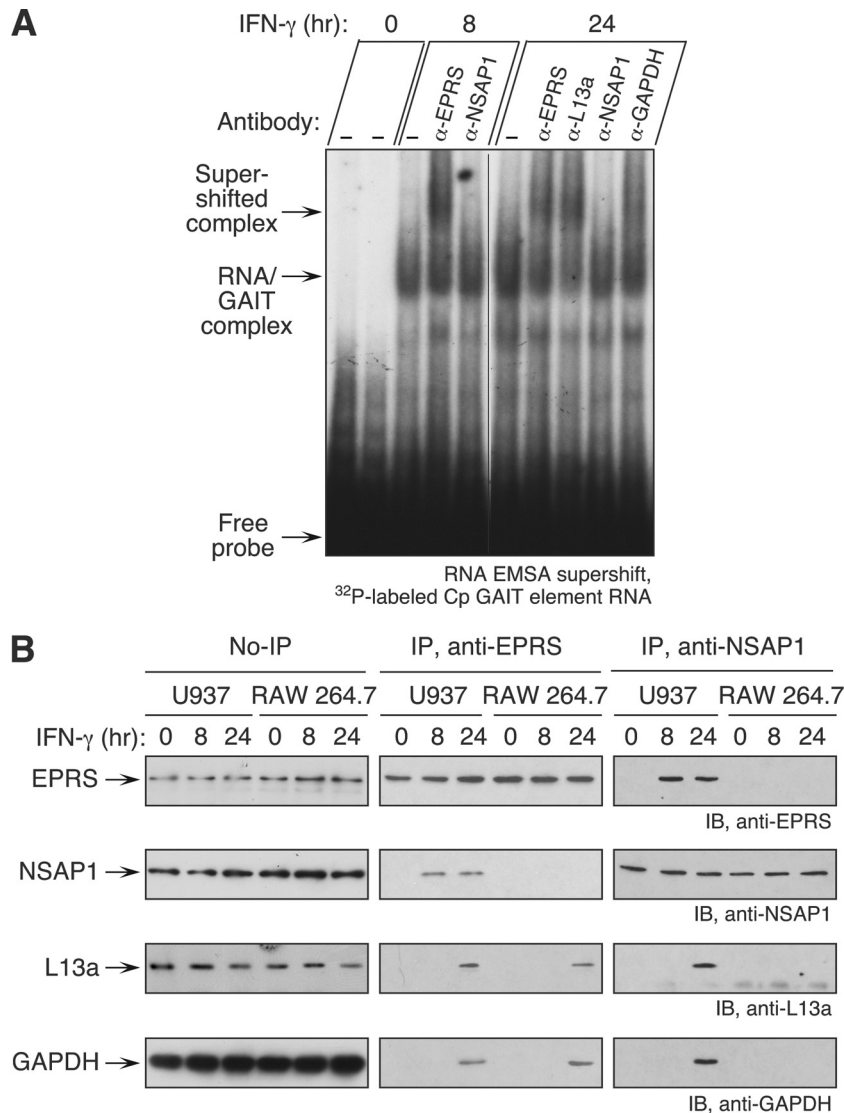 A
IFN-γ (hr): 0 8 24
Antibody: – – – α-EPRS α-NSAP1 – α-EPRS α-L13a α-NSAP1 α-GAPDH
Super-
shifted
complex
RNA/
GAIT
complex
Free
probe
RNA EMSA supershift,
³²P-labeled Cp GAIT element RNA
B
No-IP IP, anti-EPRS IP, anti-NSAP1
U937 RAW 264.7 U937 RAW 264.7 U937 RAW 264.7
IFN-γ (hr): 0 8 24 0 8 24 0 8 24 0 8 24 0 8 24 0 8 24
EPRS
IB, anti-EPRS
NSAP1
IB, anti-NSAP1
L13a
IB, anti-L13a
GAPDH
IB, anti-GAPDH